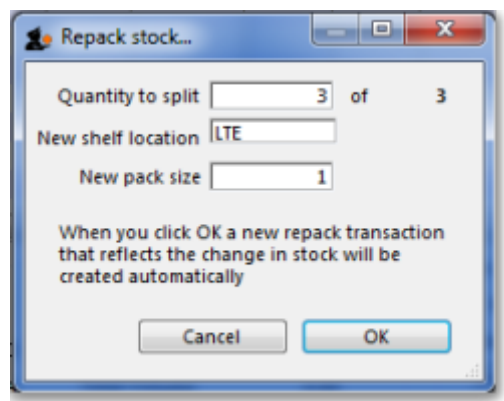 Repack stock...
Quantity to split 3 of 3
New shelf location LTE
New pack size 1
When you click OK a new repack transaction
that reflects the change in stock will be
created automatically
Cancel OK